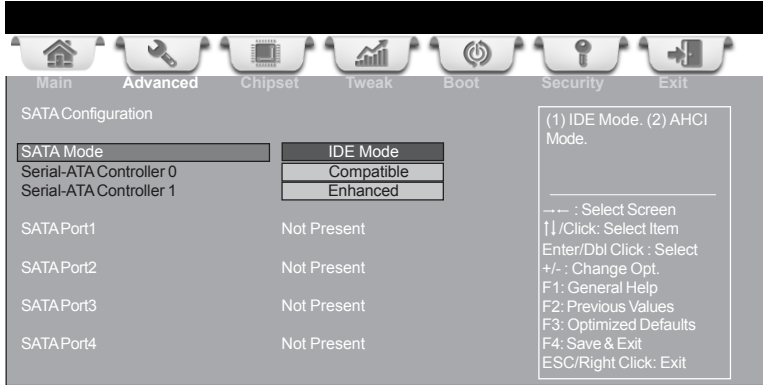 Main Advanced Chipset Tweak Boot Security Exit
SATA Configuration
SATA Mode IDE Mode
Serial-ATA Controller 0 Compatible
Serial-ATA Controller 1 Enhanced
SATA Port1 Not Present
SATA Port2 Not Present
SATA Port3 Not Present
SATA Port4 Not Present
(1) IDE Mode. (2) AHCI
Mode.
→← : Select Screen
↑↓/Click: Select Item
Enter/Dbl Click : Select
+/- : Change Opt.
F1: General Help
F2: Previous Values
F3: Optimized Defaults
F4: Save & Exit
ESC/Right Click: Exit